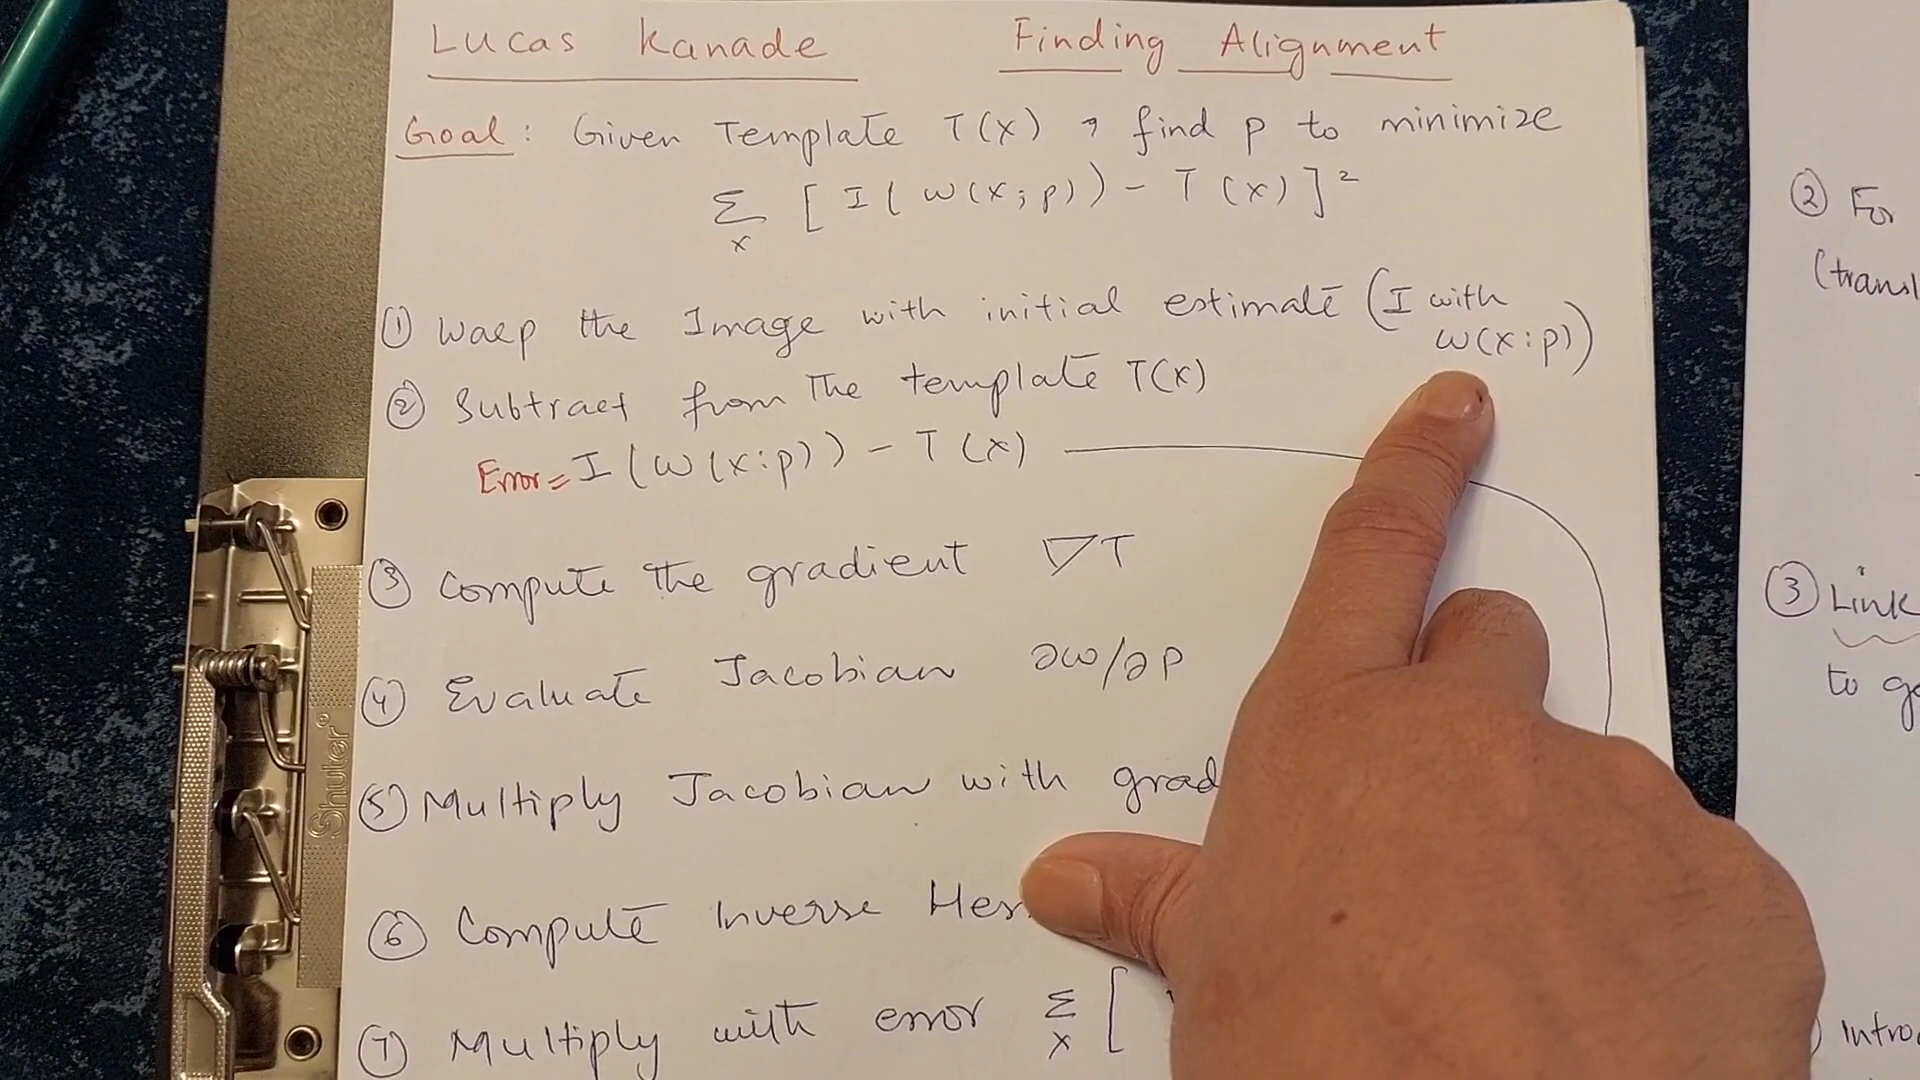 Lucas Kanade Finding Alignment
Goal: Given Template T(x), find p to minimize
Σ [I(W(x;p)) - T(x)]²
x
① Warp the Image with initial estimate (I with
W(x:p))
② Subtract from The template T(x)
Error = I(W(x:p)) - T(x)
③ Compute the gradient ∇T
④ Evaluate Jacobian ∂W/∂P
⑤ Multiply Jacobian with grad
⑥ Compute Inverse Hes
⑦ Multiply with error Σ [
x
Shuter®
② For
(transl
③ Link
to
Intro